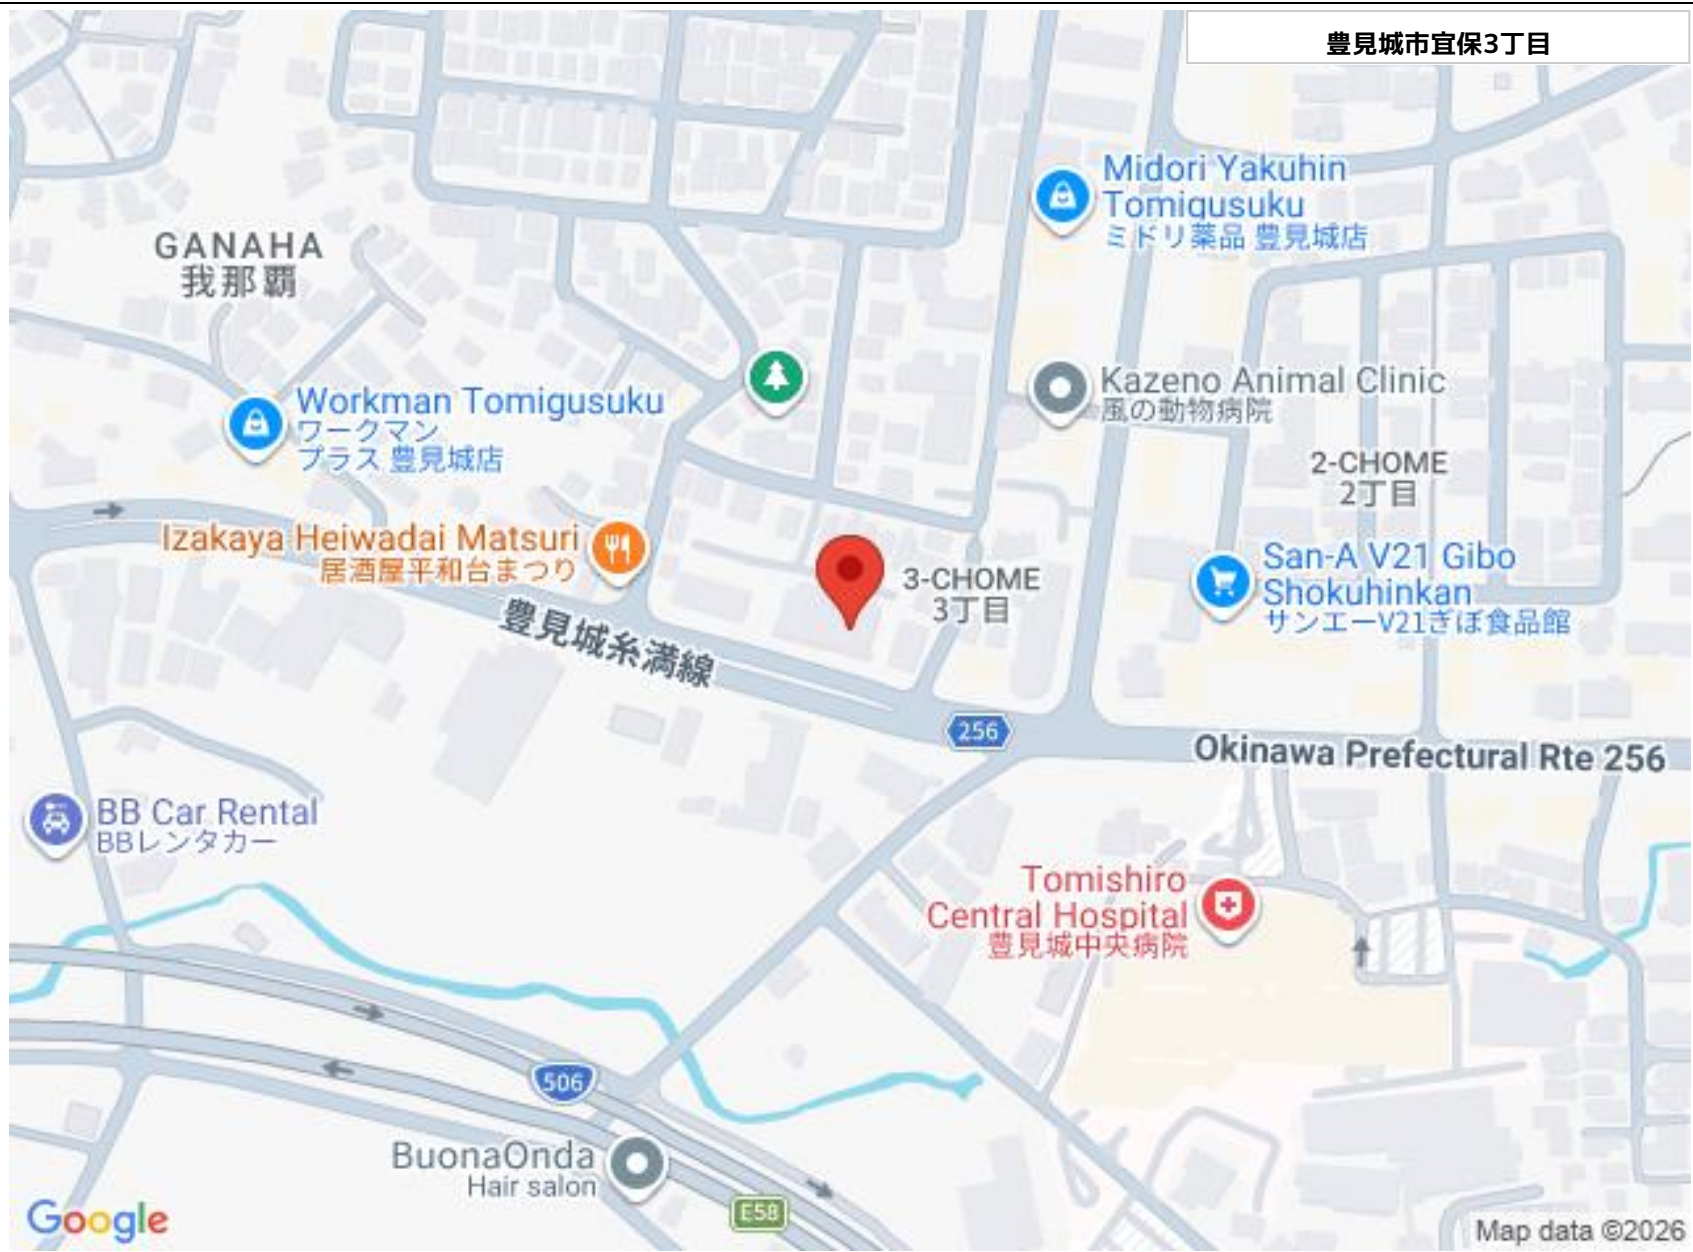 豊見城市宜保3丁目
Midori Yakuhin
Tomigusuku
ミドリ薬品 豊見城店
GANAHA
我那覇
Kazeno Animal Clinic
風の動物病院
Workman Tomigusuku
ワークマン
プラス 豊見城店
2-CHOME
2丁目
Izakaya Heiwadai Matsuri
居酒屋平和台まつり
San-A V21 Gibo
Shokuhinkan
サンエーV21ぎぼ食品館
3-CHOME
3丁目
豊見城糸満線
256
Okinawa Prefectural Rte 256
BB Car Rental
BBレンタカー
Tomishiro
Central Hospital
豊見城中央病院
506
BuonaOnda
Hair salon
E58
Google
Map data ©2026